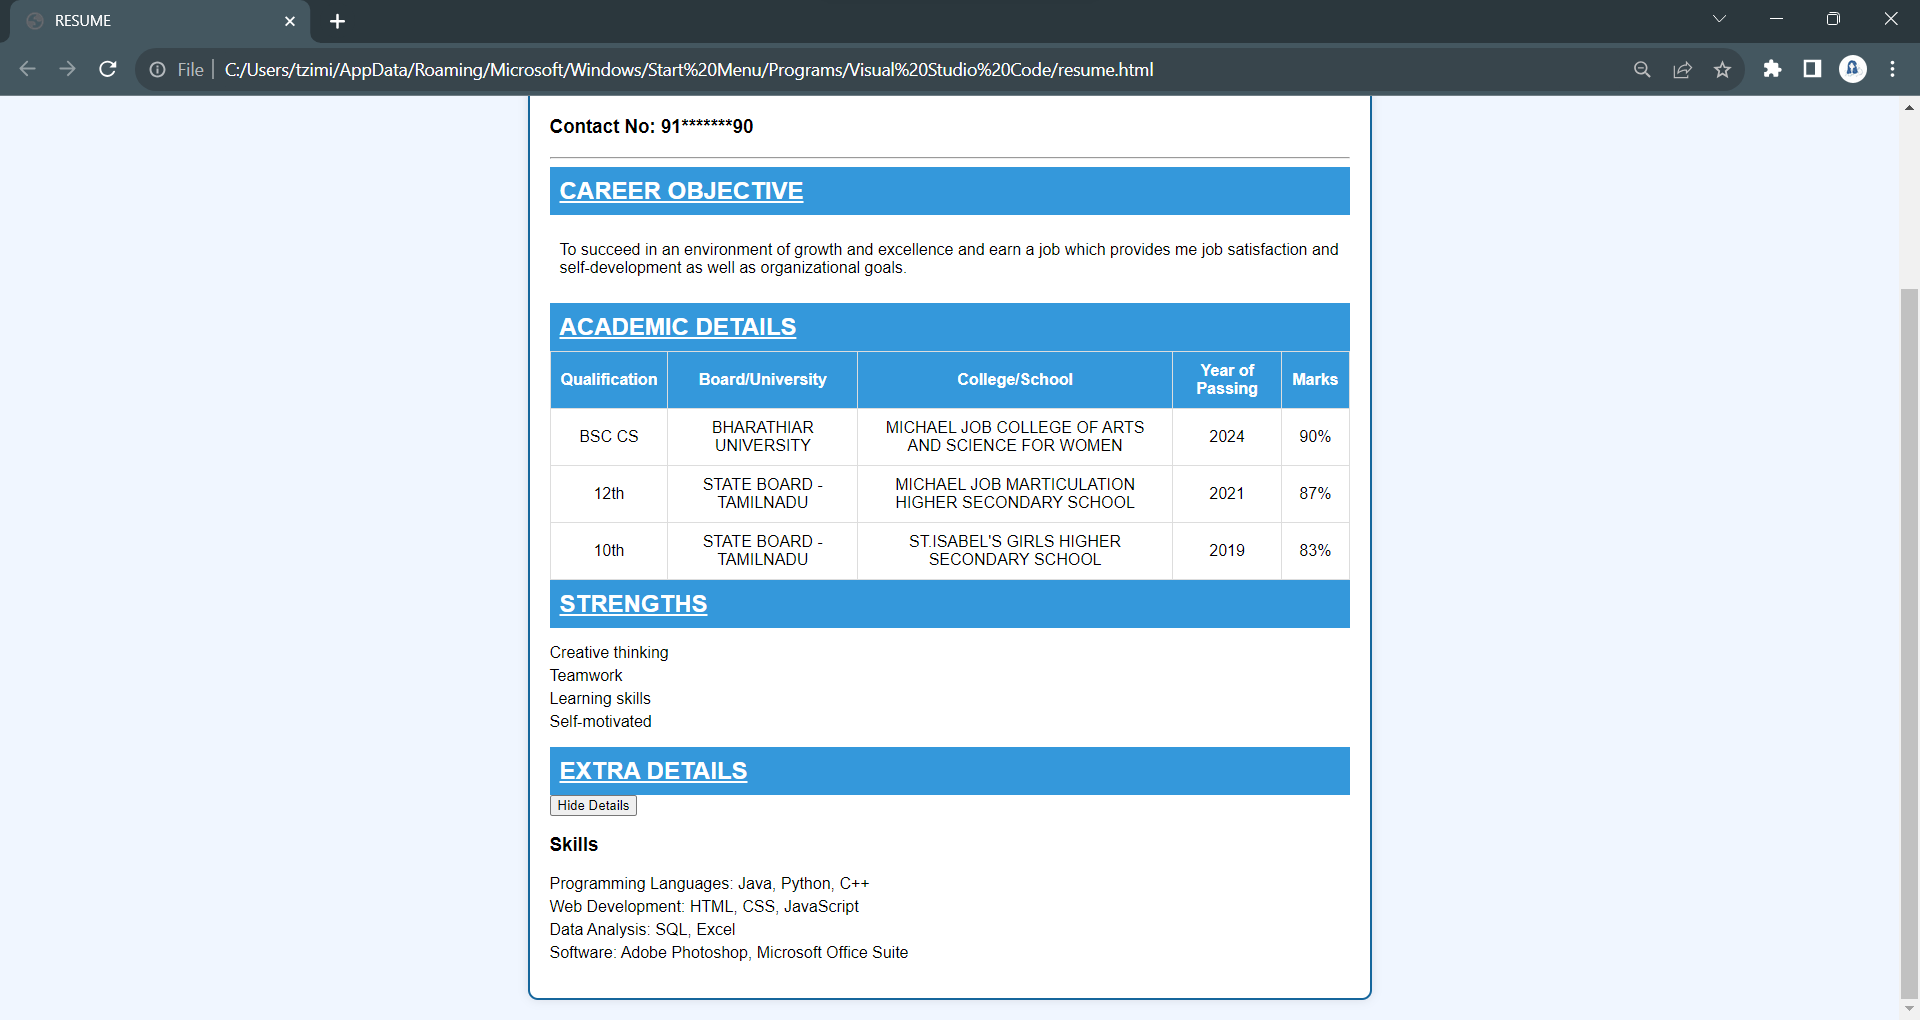 RESUME
File
C:/Users/tzimi/AppData/Roaming/Microsoft/Windows/Start%20Menu/Programs/Visual%20Studio%20Code/resume.html
Contact No: 91*******90
CAREER OBJECTIVE
To succeed in an environment of growth and excellence and earn a job which provides me job satisfaction and
self-development as well as organizational goals.
ACADEMIC DETAILS
Qualification Board/University College/School Year of Passing Marks
BSC CS BHARATHIAR UNIVERSITY MICHAEL JOB COLLEGE OF ARTS AND SCIENCE FOR WOMEN 2024 90%
12th STATE BOARD - TAMILNADU MICHAEL JOB MARTICULATION HIGHER SECONDARY SCHOOL 2021 87%
10th STATE BOARD - TAMILNADU ST.ISABEL'S GIRLS HIGHER SECONDARY SCHOOL 2019 83%
STRENGTHS
Creative thinking
Teamwork
Learning skills
Self-motivated
EXTRA DETAILS
Hide Details
Skills
Programming Languages: Java, Python, C++
Web Development: HTML, CSS, JavaScript
Data Analysis: SQL, Excel
Software: Adobe Photoshop, Microsoft Office Suite